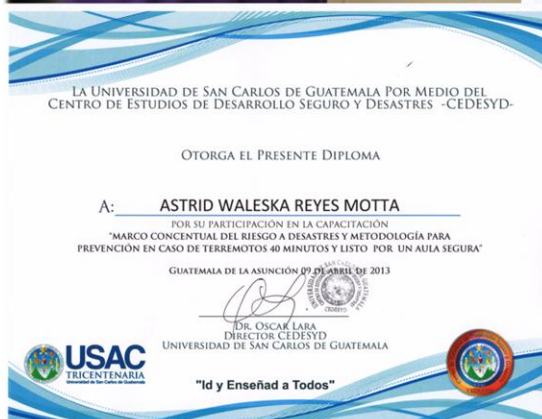 LA UNIVERSIDAD DE SAN CARLOS DE GUATEMALA POR MEDIO DEL
CENTRO DE ESTUDIOS DE DESARROLLO SEGURO Y DESASTRES -CEDESYD-
OTORGA EL PRESENTE DIPLOMA
A: ASTRID WALESKA REYES MOTTA
POR SU PARTICIPACIÓN EN LA CAPACITACIÓN
"MARCO CONCENTUAL DEL RIESGO A DESASTRES Y METODOLOGÍA PARA
PREVENCIÓN EN CASO DE TERREMOTOS 40 MINUTOS Y LISTO POR UN AULA SEGURA"
GUATEMALA DE LA ASUNCIÓN 09 DE ABRIL DE 2013
DR. OSCAR LARA
DIRECTOR CEDESYD
UNIVERSIDAD DE SAN CARLOS DE GUATEMALA
USAC
TRICENTENARIA
Universidad de San Carlos de Guatemala
"Id y Enseñad a Todos"